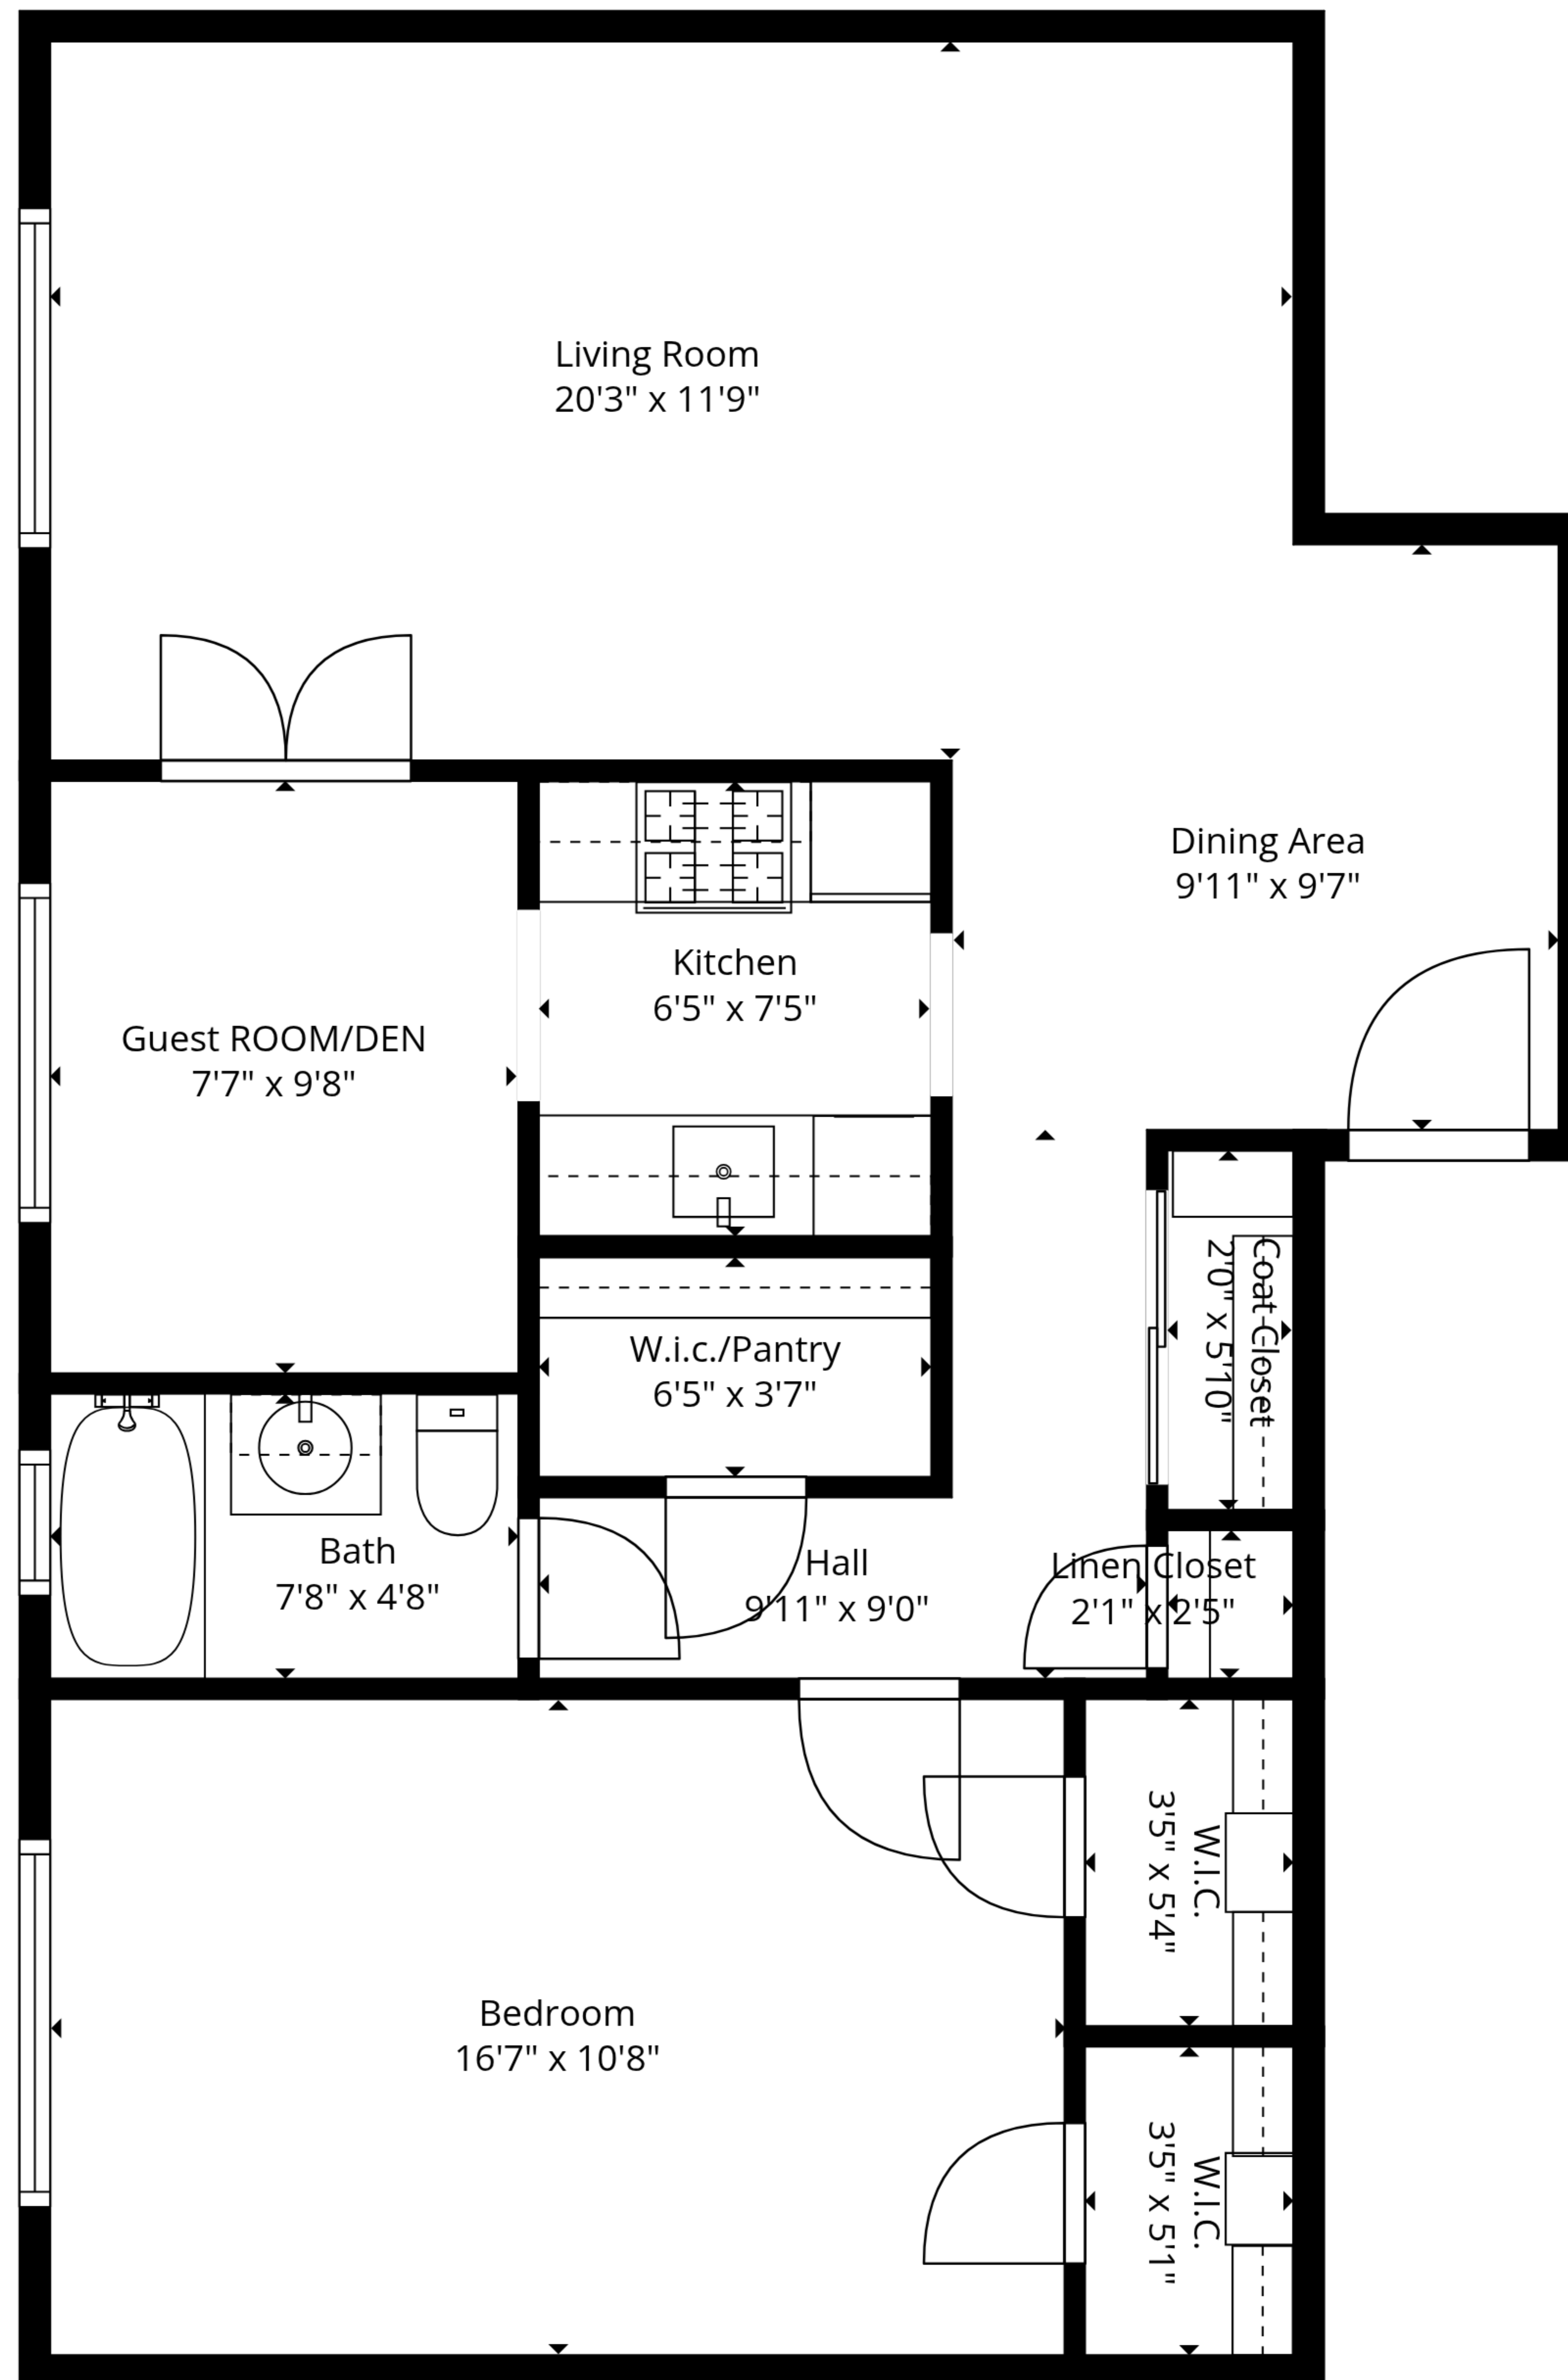 Living Room
20'3" x 11'9"
Dining Area
9'11" x 9'7"
Kitchen
6'5" x 7'5"
Guest ROOM/DEN
7'7" x 9'8"
Coat Closet
2'0" x 5'10"
W.i.c./Pantry
6'5" x 3'7"
Bath
7'8" x 4'8"
Hall
9'11" x 9'0"
Linen Closet
2'1" x 2'5"
W.I.C.
3'5" x 5'4"
Bedroom
16'7" x 10'8"
W.I.C.
3'5" x 5'1"